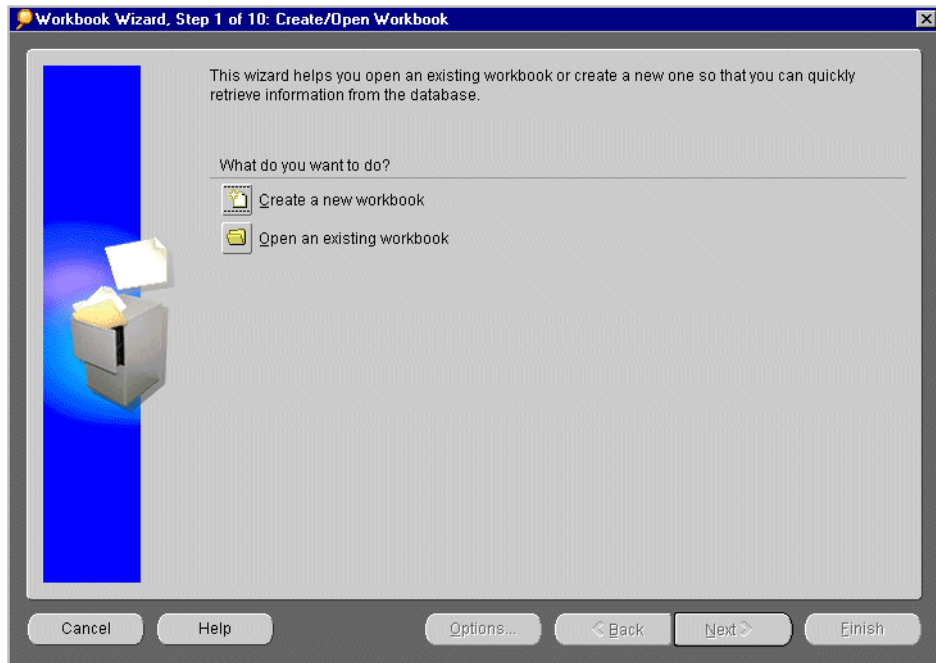 Workbook Wizard, Step 1 of 10: Create/Open Workbook
This wizard helps you open an existing workbook or create a new one so that you can quickly
retrieve information from the database.
What do you want to do?
Create a new workbook
Open an existing workbook
Cancel
Help
Options...
< Back
Next >
Finish